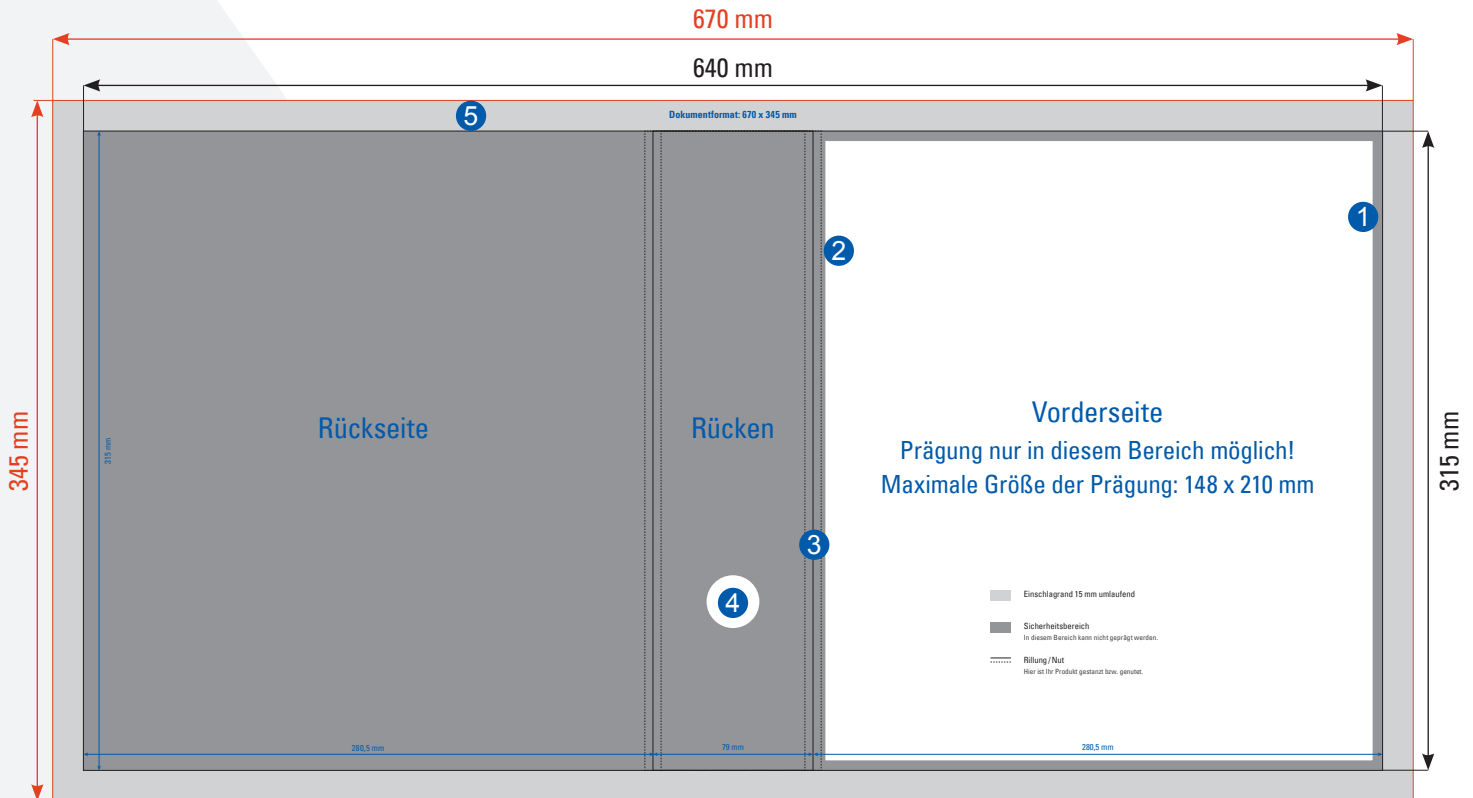 670 mm
640 mm
5
Dokumentformat: 670 x 345 mm
1
2
345 mm
315 mm
Rückseite
Rücken
Vorderseite
Prägung nur in diesem Bereich möglich!
Maximale Größe der Prägung: 148 x 210 mm
315 mm
3
4
Einschlagrand 15 mm umlaufend
Sicherheitsbereich
In diesem Bereich kann nicht geprägt werden.
Rillung / Nut
Hier ist Ihr Produkt gestanzt bzw. genutet.
280,5 mm
79 mm
280,5 mm